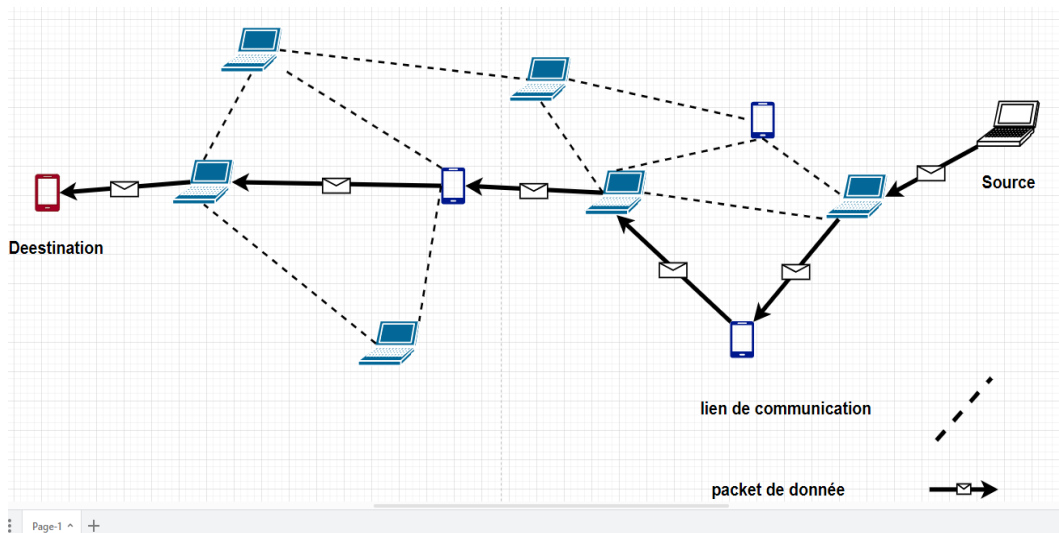 Source
Deestination
lien de communication
packet de donnée
Page-1